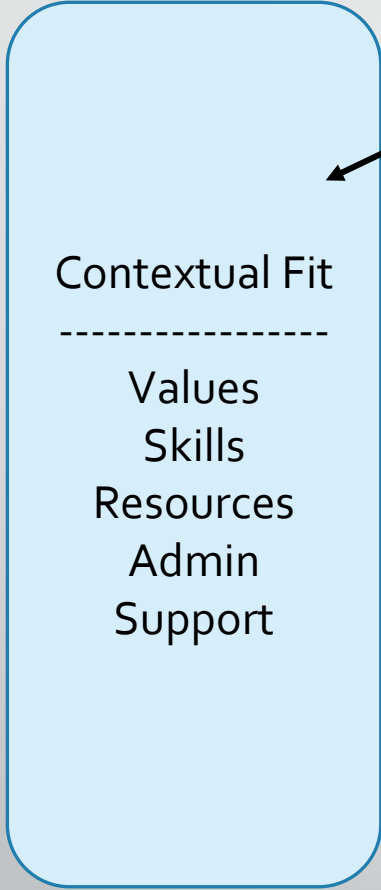 Contextual Fit
-----------------
Values
Skills
Resources
Admin
Support